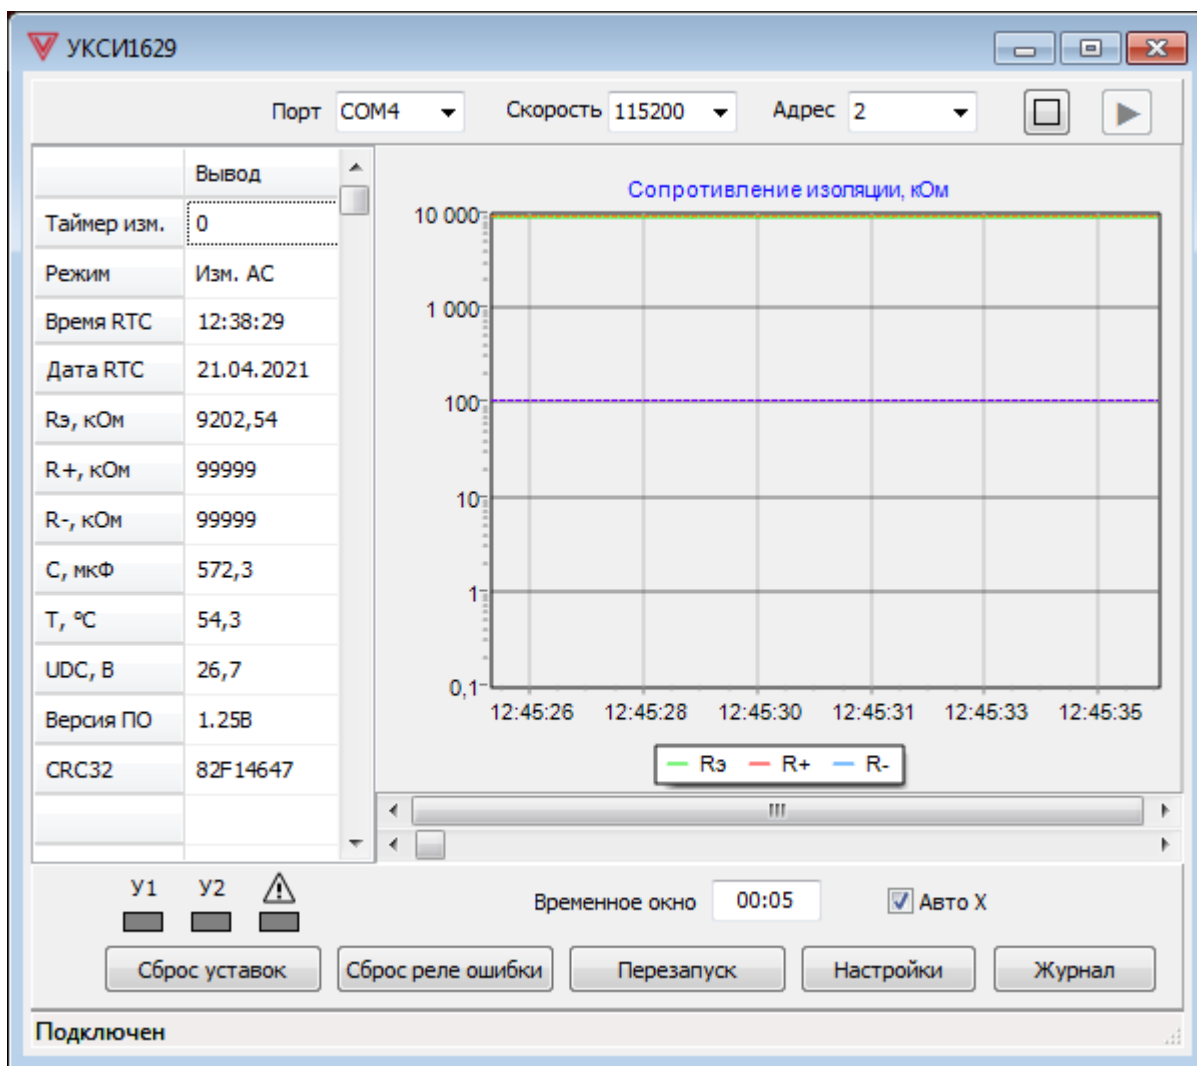 УКСИ1629
Порт COM4 Скорость 115200 Адрес 2
Вывод
Таймер изм. 0
Режим Изм. АС
Время RTC 12:38:29
Дата RTC 21.04.2021
Rэ, кОм 9202,54
R+, кОм 99999
R-, кОм 99999
С, мкФ 572,3
Т, °С 54,3
UDC, В 26,7
Версия ПО 1.25B
CRC32 82F14647
Сопротивление изоляции, кОм
10 000
1 000
100
10
1
0,1
12:45:26 12:45:28 12:45:30 12:45:31 12:45:33 12:45:35
Rэ R+ R-
У1 У2
Временное окно 00:05 Авто X
Сброс уставок Сброс реле ошибки Перезапуск Настройки Журнал
Подключен